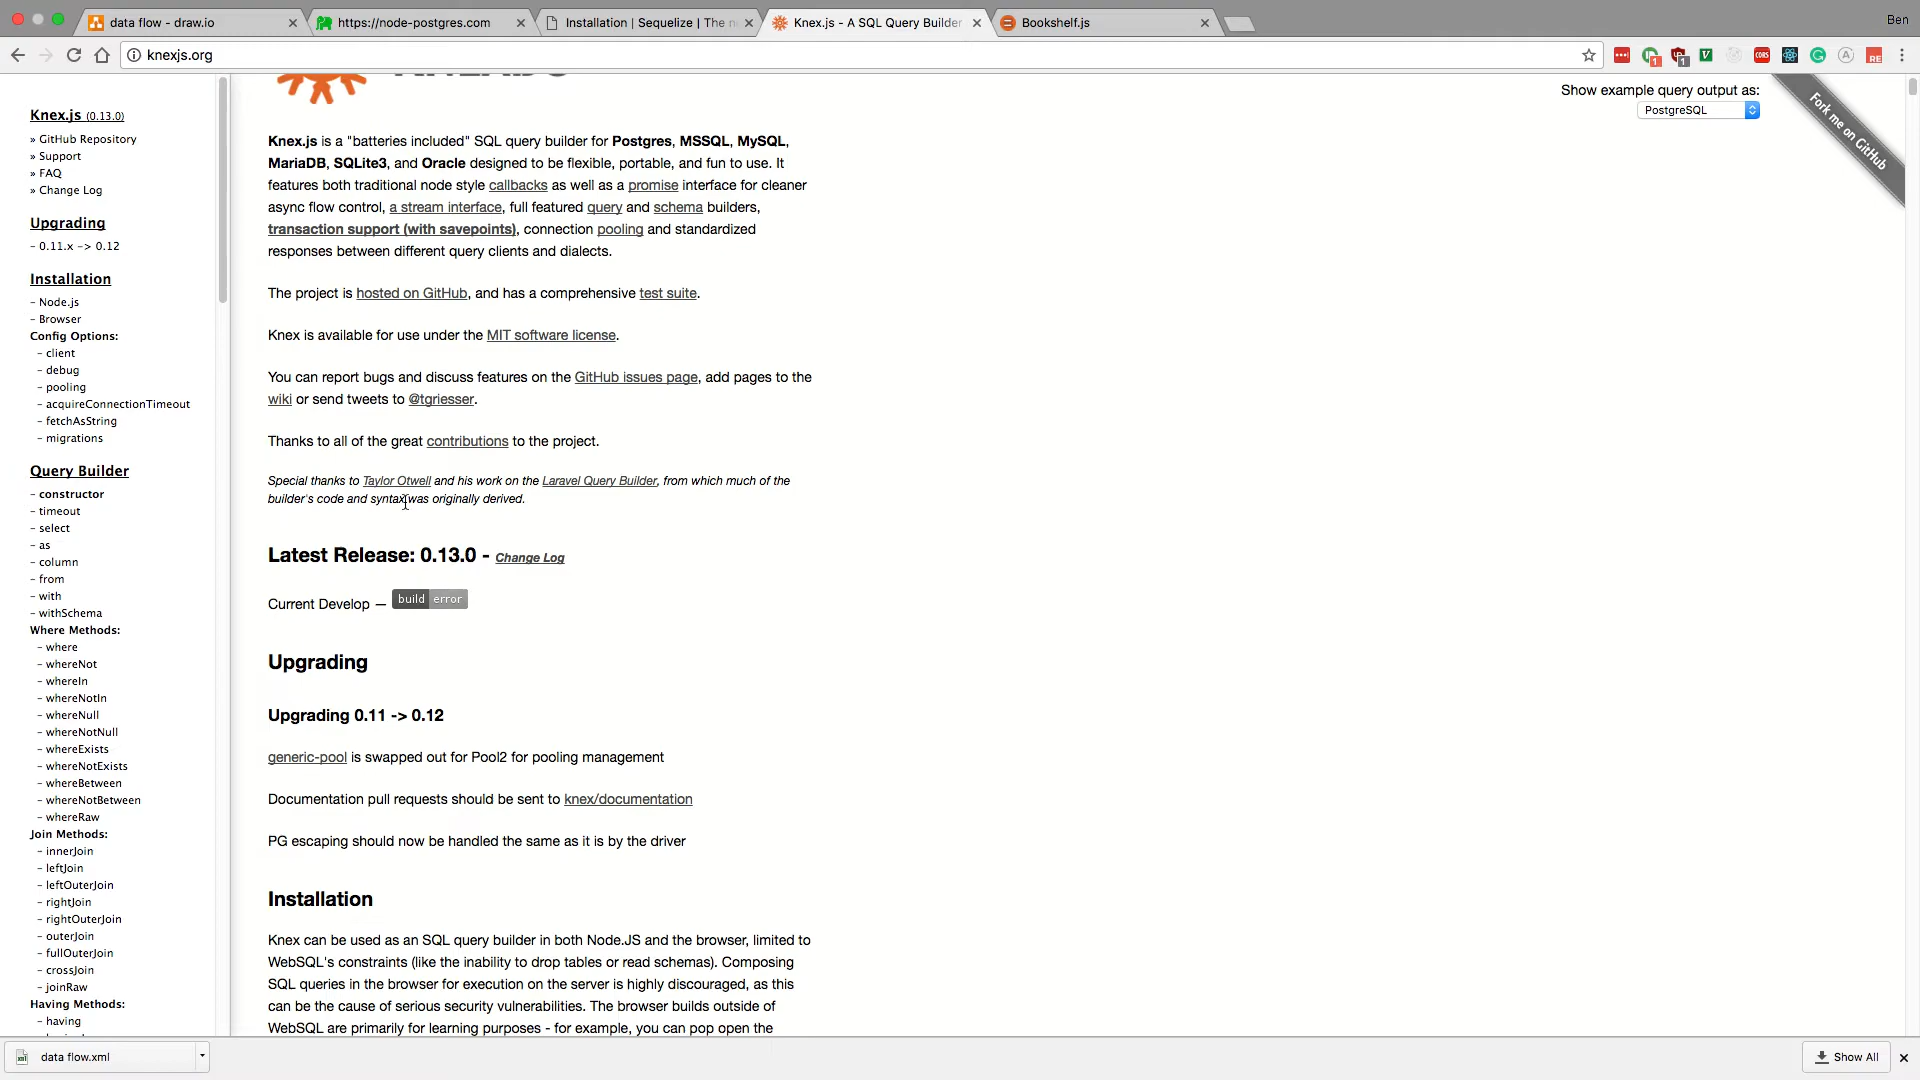 data flow - draw.io
https://node-postgres.com
Installation | Sequelize | The n
Knex.js - A SQL Query Builder
Bookshelf.js
Ben
knexjs.org
Knex.js (0.13.0)
» GitHub Repository
» Support
» FAQ
» Change Log
Upgrading
- 0.11.x -> 0.12
Installation
- Node.js
- Browser
Config Options:
- client
- debug
- pooling
- acquireConnectionTimeout
- fetchAsString
- migrations
Query Builder
- constructor
- timeout
- select
- as
- column
- from
- with
- withSchema
Where Methods:
- where
- whereNot
- whereIn
- whereNotIn
- whereNull
- whereNotNull
- whereExists
- whereNotExists
- whereBetween
- whereNotBetween
- whereRaw
Join Methods:
- innerJoin
- leftJoin
- leftOuterJoin
- rightJoin
- rightOuterJoin
- outerJoin
- fullOuterJoin
- crossJoin
- joinRaw
Having Methods:
- having
Show example query output as:
PostgreSQL
Fork me on GitHub
Knex.js is a "batteries included" SQL query builder for Postgres, MSSQL, MySQL,
MariaDB, SQLite3, and Oracle designed to be flexible, portable, and fun to use. It
features both traditional node style callbacks as well as a promise interface for cleaner
async flow control, a stream interface, full featured query and schema builders,
transaction support (with savepoints), connection pooling and standardized
responses between different query clients and dialects.
The project is hosted on GitHub, and has a comprehensive test suite.
Knex is available for use under the MIT software license.
You can report bugs and discuss features on the GitHub issues page, add pages to the
wiki or send tweets to @tgriesser.
Thanks to all of the great contributions to the project.
Special thanks to Taylor Otwell and his work on the Laravel Query Builder, from which much of the
builder's code and syntax was originally derived.
Latest Release: 0.13.0 - Change Log
Current Develop — build error
Upgrading
Upgrading 0.11 -> 0.12
generic-pool is swapped out for Pool2 for pooling management
Documentation pull requests should be sent to knex/documentation
PG escaping should now be handled the same as it is by the driver
Installation
Knex can be used as an SQL query builder in both Node.JS and the browser, limited to
WebSQL's constraints (like the inability to drop tables or read schemas). Composing
SQL queries in the browser for execution on the server is highly discouraged, as this
can be the cause of serious security vulnerabilities. The browser builds outside of
WebSQL are primarily for learning purposes - for example, you can pop open the
data flow.xml
Show All